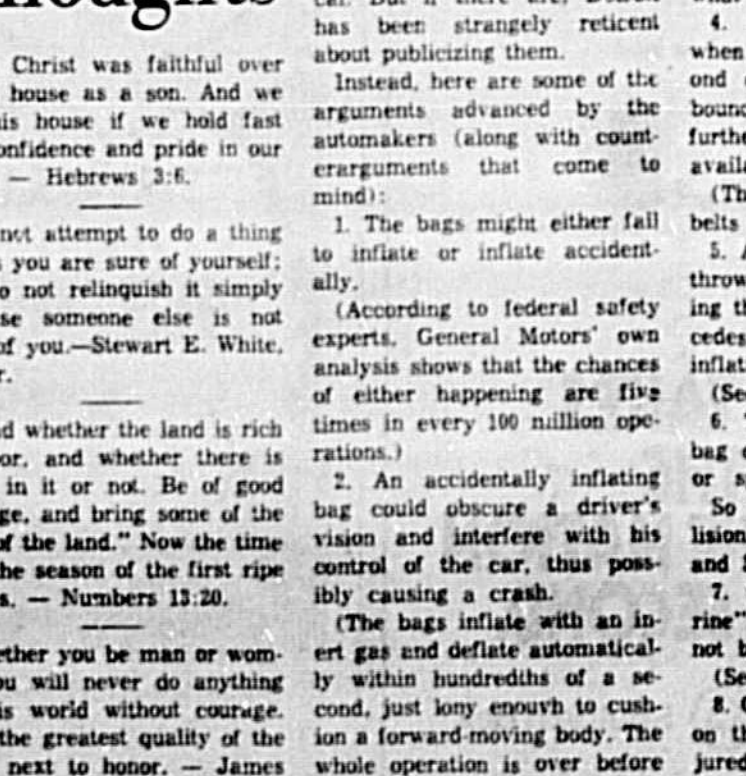 houghts
Christ was faithful over
house as a son. And we
is house if we hold fast
onfidence and pride in our
— Hebrews 3:6.
not attempt to do a thing
you are sure of yourself;
o not relinquish it simply
se someone else is not
of you.—Stewart E. White,
r.
d whether the land is rich
or, and whether there is
in it or not. Be of good
ge, and bring some of the
of the land." Now the time
he season of the first ripe
s. — Numbers 13:20.
ether you be man or wom-
ou will never do anything
is world without courage.
the greatest quality of the
next to honor. — James
has been strangely reticent
about publicizing them.
Instead, here are some of the
arguments advanced by the
automakers (along with count-
erarguments that come to
mind):
1. The bags might either fail
to inflate or inflate accident-
ally.
(According to federal safety
experts, General Motors' own
analysis shows that the chances
of either happening are five
times in every 100 million ope-
rations.)
2. An accidentally inflating
bag could obscure a driver's
vision and interfere with his
control of the car, thus poss-
ibly causing a crash.
(The bags inflate with an in-
ert gas and deflate automatical-
ly within hundredths of a se-
cond, just lony enouvh to cush-
ion a forward-moving body. The
whole operation is over before
4.
when
ond
bound
furthe
availa
(Th
belts
5. A
throw
ing th
cedes
inflat
(Se
6.
bag
or s
So
lision
and
7.
rine"
not b
(Se
8.
on th
jured